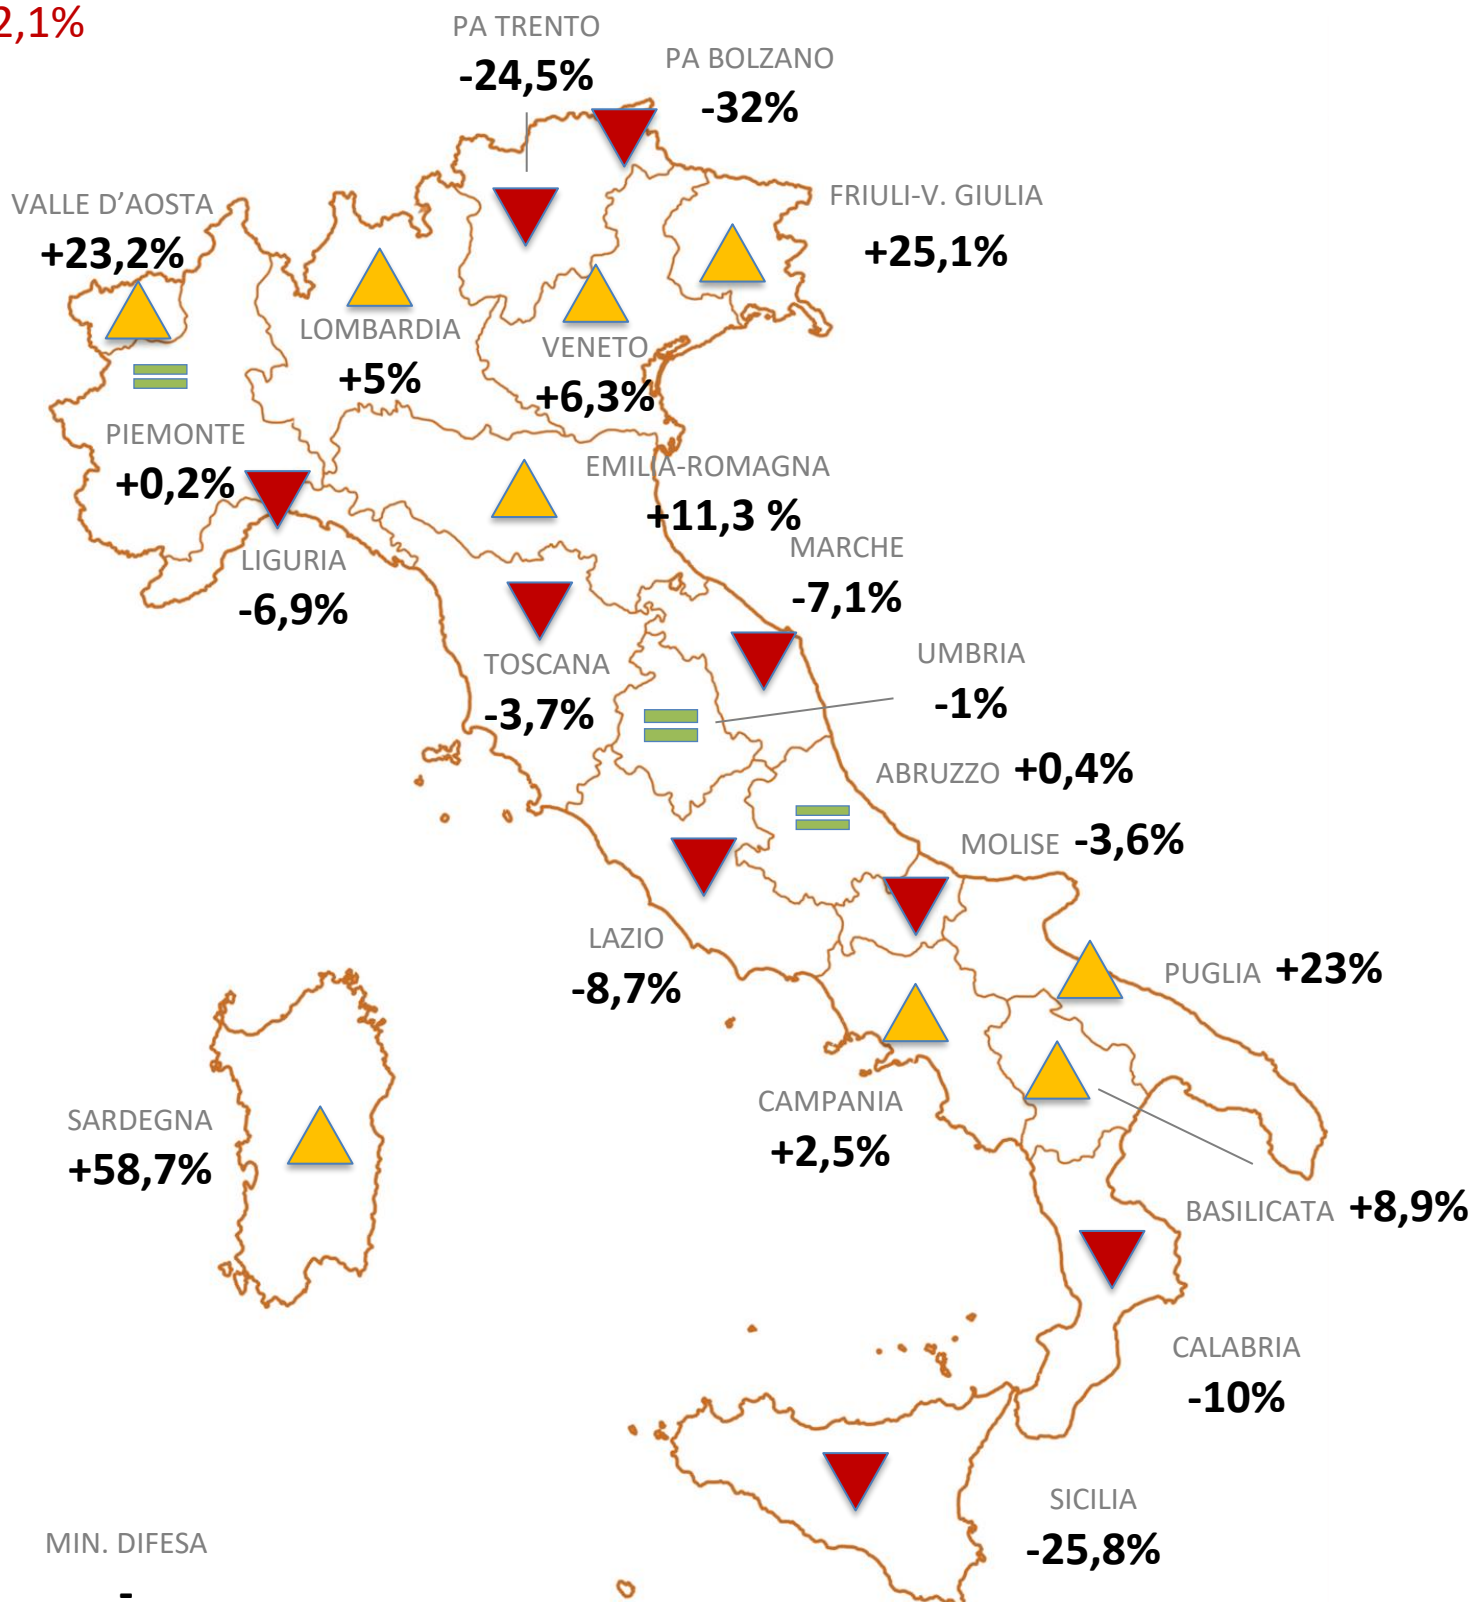 2,1%
PA TRENTO
-24,5%
PA BOLZANO
-32%
VALLE D’AOSTA
+23,2%
FRIULI-V. GIULIA
+25,1%
LOMBARDIA
+5%
VENETO
+6,3%
PIEMONTE
+0,2%
EMILIA-ROMAGNA
+11,3 %
LIGURIA
-6,9%
MARCHE
-7,1%
TOSCANA
-3,7%
UMBRIA
-1%
ABRUZZO +0,4%
MOLISE -3,6%
LAZIO
-8,7%
PUGLIA +23%
CAMPANIA
+2,5%
SARDEGNA
+58,7%
BASILICATA +8,9%
CALABRIA
-10%
SICILIA
-25,8%
MIN. DIFESA
-